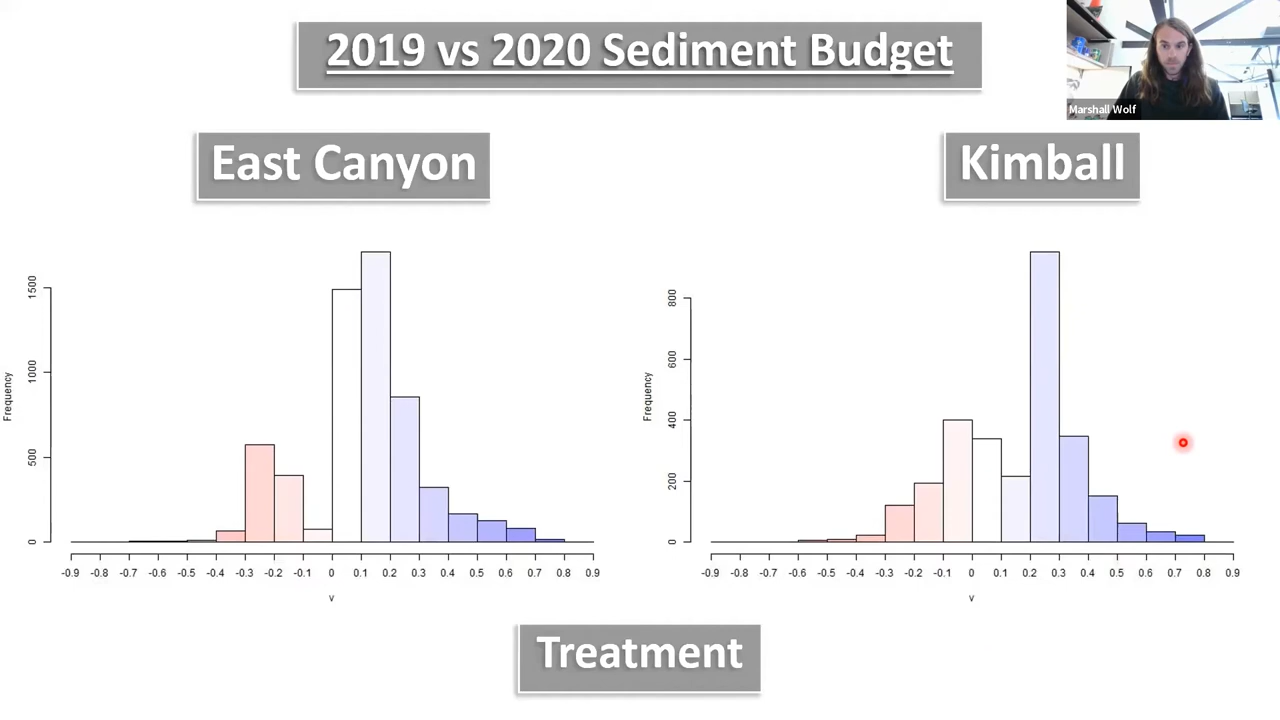 2019 vs 2020 Sediment Budget
Marshall Wolf
East Canyon
Kimball
Frequency
0 500 1000 1500
-0.9 -0.8 -0.7 -0.6 -0.5 -0.4 -0.3 -0.2 -0.1 0 0.1 0.2 0.3 0.4 0.5 0.6 0.7 0.8 0.9
v
Frequency
0 200 400 600 800
-0.9 -0.8 -0.7 -0.6 -0.5 -0.4 -0.3 -0.2 -0.1 0 0.1 0.2 0.3 0.4 0.5 0.6 0.7 0.8 0.9
v
Treatment